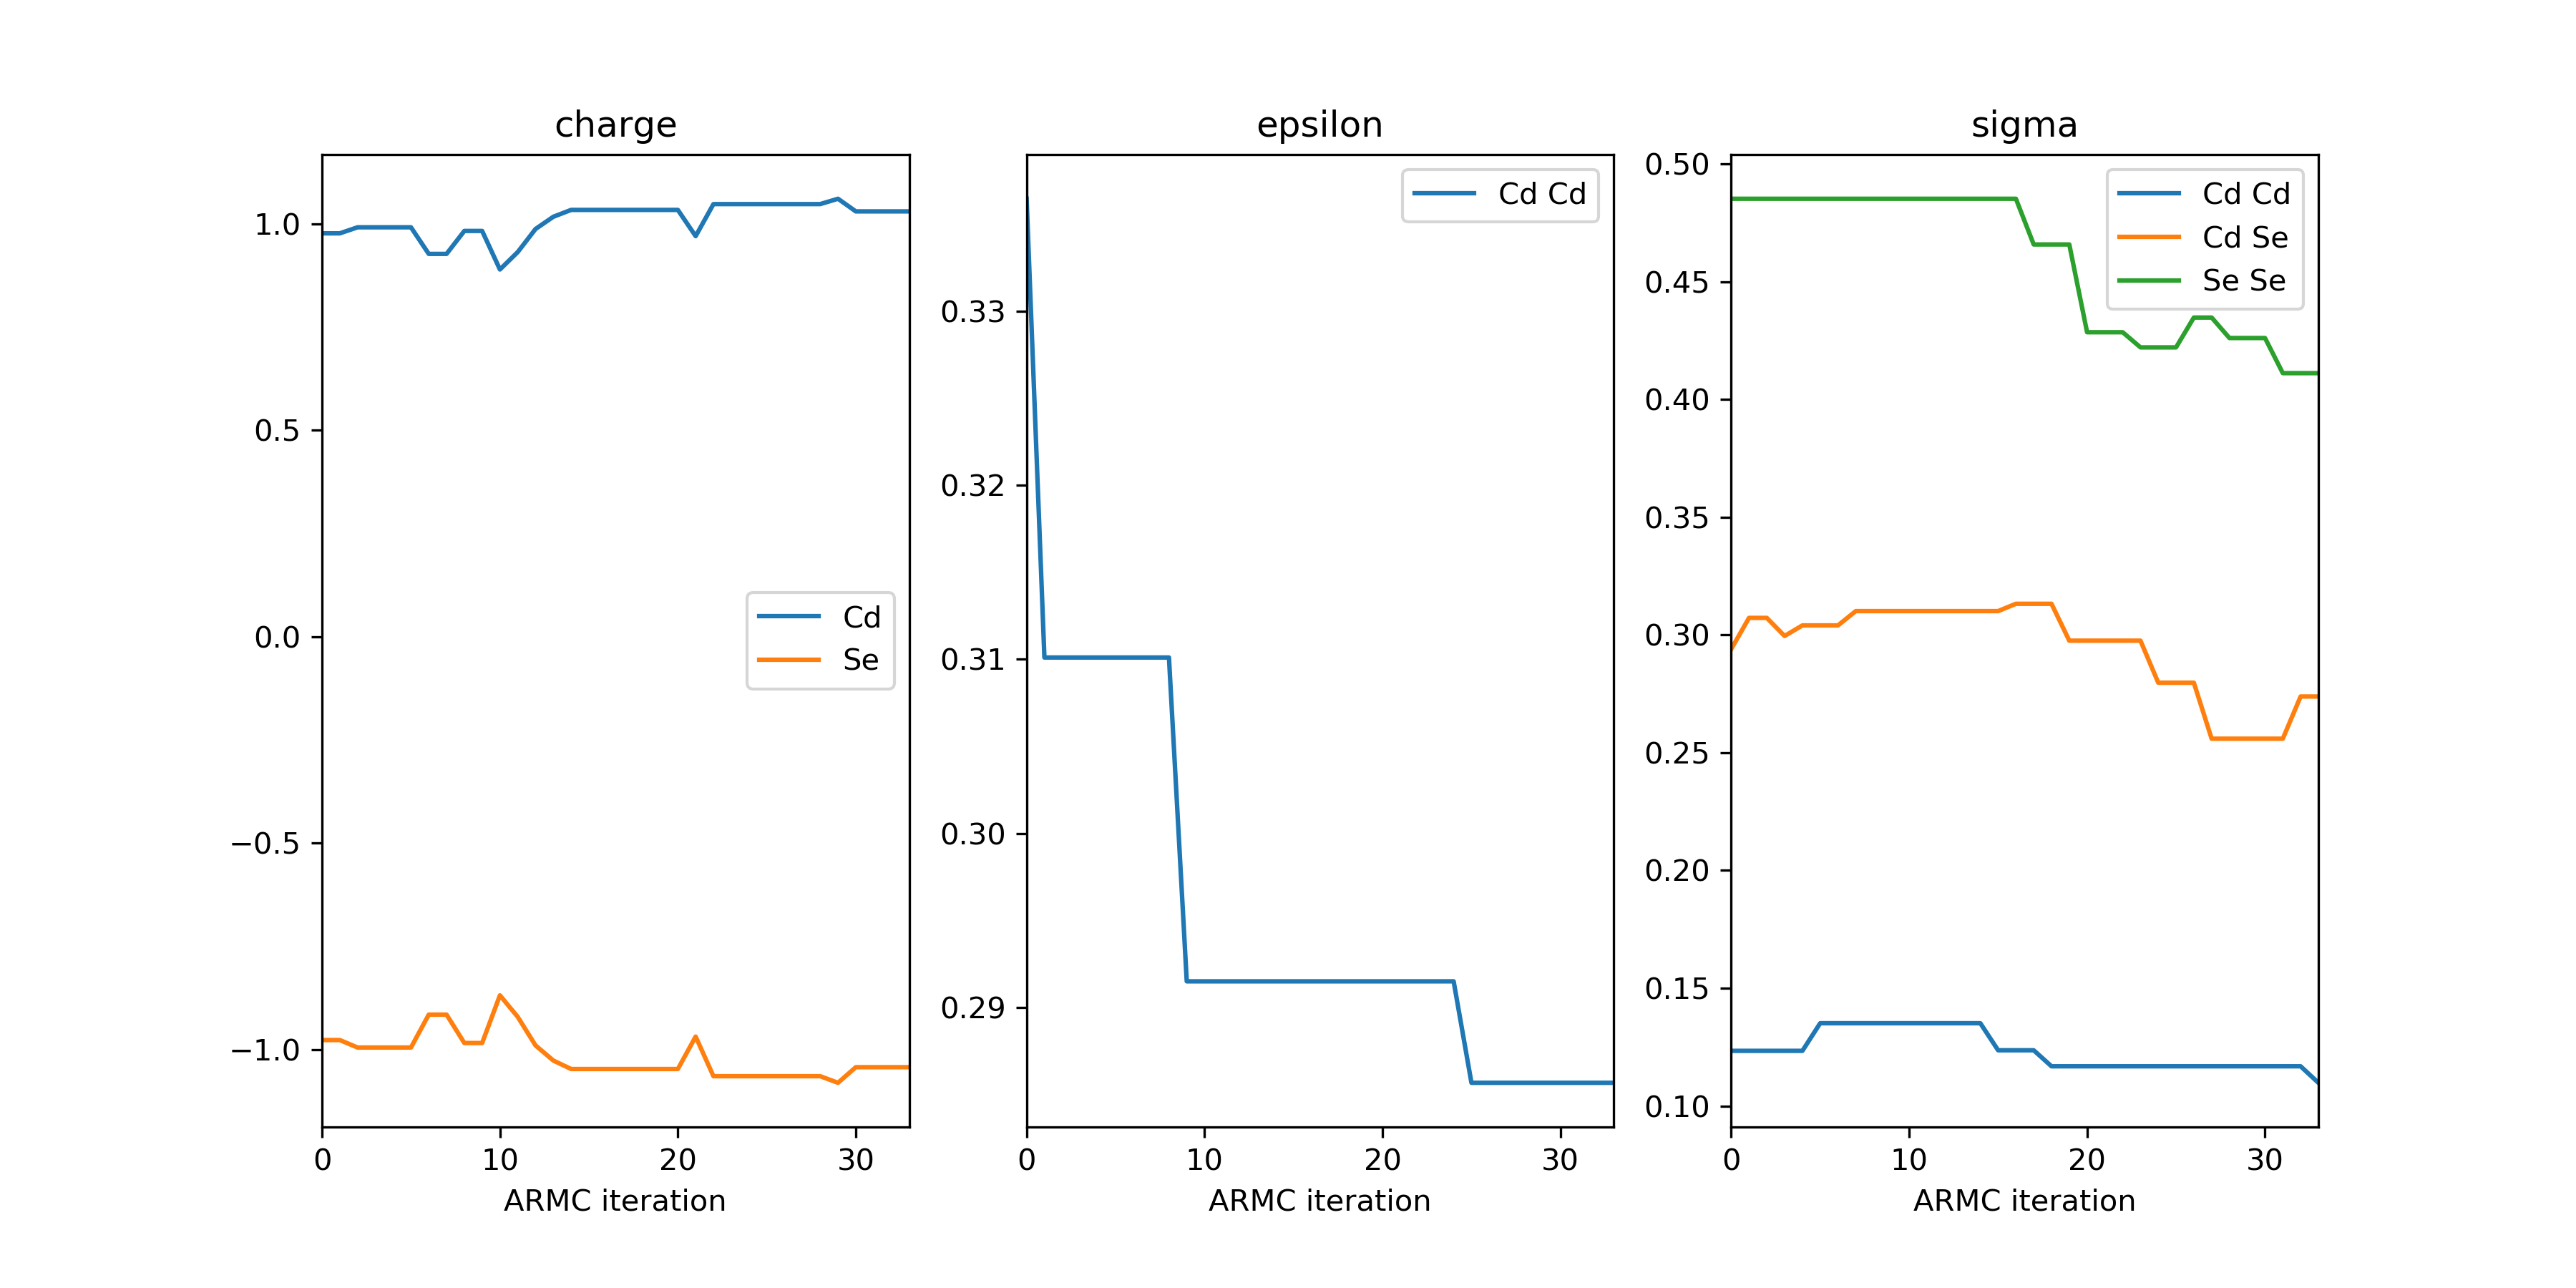 charge
1.0
0.5
0.0
−0.5
−1.0
Cd
Se
0 10 20 30
ARMC iteration
epsilon
Cd Cd
0.33
0.32
0.31
0.30
0.29
0 10 20 30
ARMC iteration
sigma
0.50
0.45
0.40
0.35
0.30
0.25
0.20
0.15
0.10
Cd Cd
Cd Se
Se Se
0 10 20 30
ARMC iteration